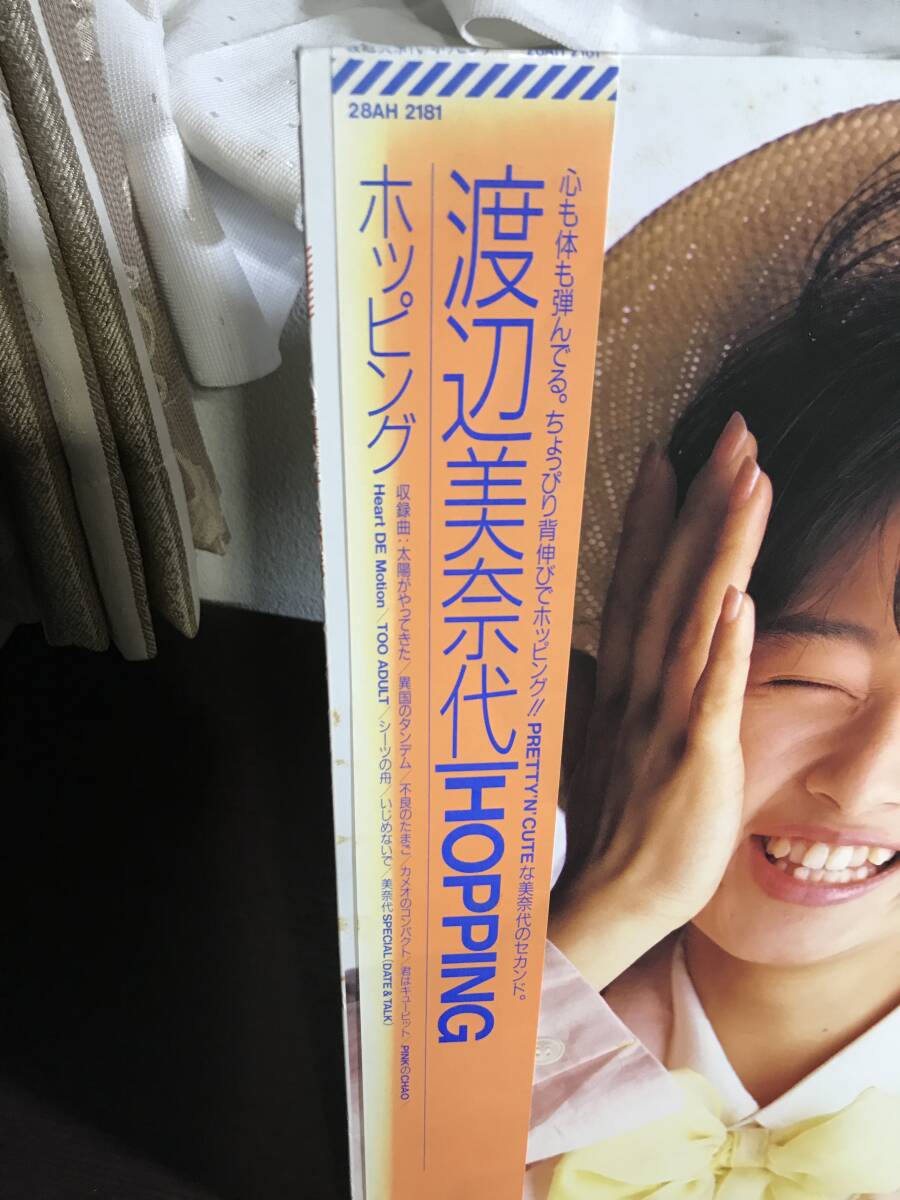 28AH 2181
心も体も弾んでる。ちょっぴり背伸びでホッピング!! PRETTY'N'CUTEな美奈代のセカンド。
渡辺美奈代/HOPPING
ホッピング
収録曲:太陽がやってきた/異国のタンデム/不良のたまご/カメオのコンパクト/君はキューピット/PINKのCHAO/
Heart DE Motion/TOO ADULT/シーツの舟/いじめないで/美奈代SPECIAL(DATE & TALK)